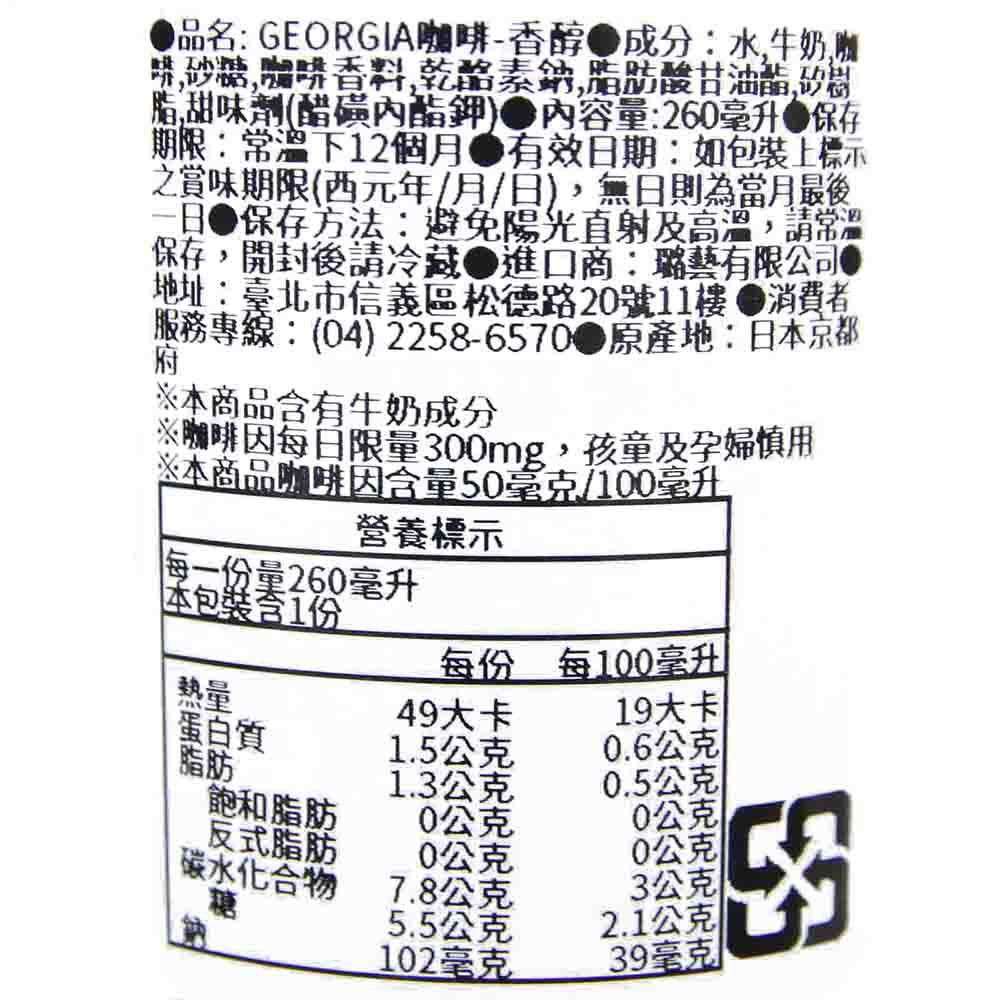 ●品名: GEORGIA咖啡-香醇●成分：水,牛奶,咖
啡,砂糖,咖啡香料,乾酪素鈉,脂肪酸甘油酯,矽樹
脂,甜味劑(醋磺內酯鉀)●內容量:260毫升●保存
期限：常溫下12個月●有效日期：如包裝上標示
之賞味期限(西元年/月/日)，無日則為當月最後
一日●保存方法：避免陽光直射及高溫，請常溫
保存，開封後請冷藏●進口商：璐藝有限公司●
地址：臺北市信義區松德路20號11樓●消費者
服務專線：(04) 2258-6570●原產地：日本京都
府
※本商品含有牛奶成分
※咖啡因每日限量300mg，孩童及孕婦慎用
※本商品咖啡因含量50毫克/100毫升
營養標示
每一份量260毫升
本包裝含1份
每份 每100毫升
熱量 49大卡 19大卡
蛋白質 1.5公克 0.6公克
脂肪 1.3公克 0.5公克
飽和脂肪 0公克 0公克
反式脂肪 0公克 0公克
碳水化合物 7.8公克 3公克
糖 5.5公克 2.1公克
鈉 102毫克 39毫克